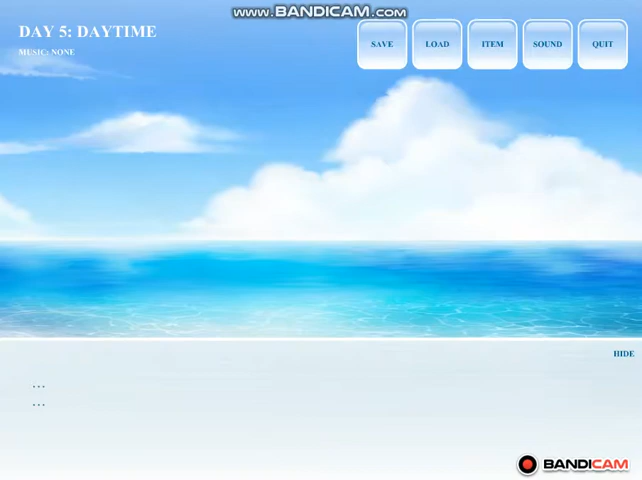 www.BANDICAM.com
DAY 5: DAYTIME
MUSIC: NONE
SAVE
LOAD
ITEM
SOUND
QUIT
HIDE
...
...
BANDICAM